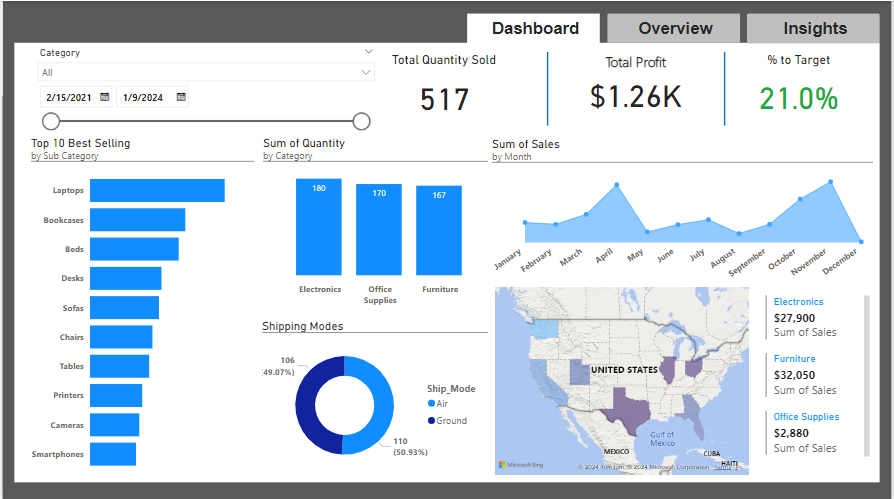 Dashboard
Overview
Insights
Category
All
2/15/2021
1/9/2024
Total Quantity Sold
517
Total Profit
$1.26K
% to Target
21.0%
Top 10 Best Selling
by Sub Category
Laptops
Bookcases
Beds
Desks
Sofas
Chairs
Tables
Printers
Cameras
Smartphones
Sum of Quantity
by Category
180
170
167
Electronics
Office
Supplies
Furniture
Shipping Modes
106
(49.07%)
110
(50.93%)
Ship_Mode
Air
Ground
Sum of Sales
by Month
January
February
March
April
May
June
July
August
September
October
November
December
UNITED STATES
Gulf of
Mexico
MEXICO
CUBA
HAITI
Microsoft Bing
© 2024 TomTom, © 2024 Microsoft Corporation Terms
Electronics
$27,900
Sum of Sales
Furniture
$32,050
Sum of Sales
Office Supplies
$2,880
Sum of Sales